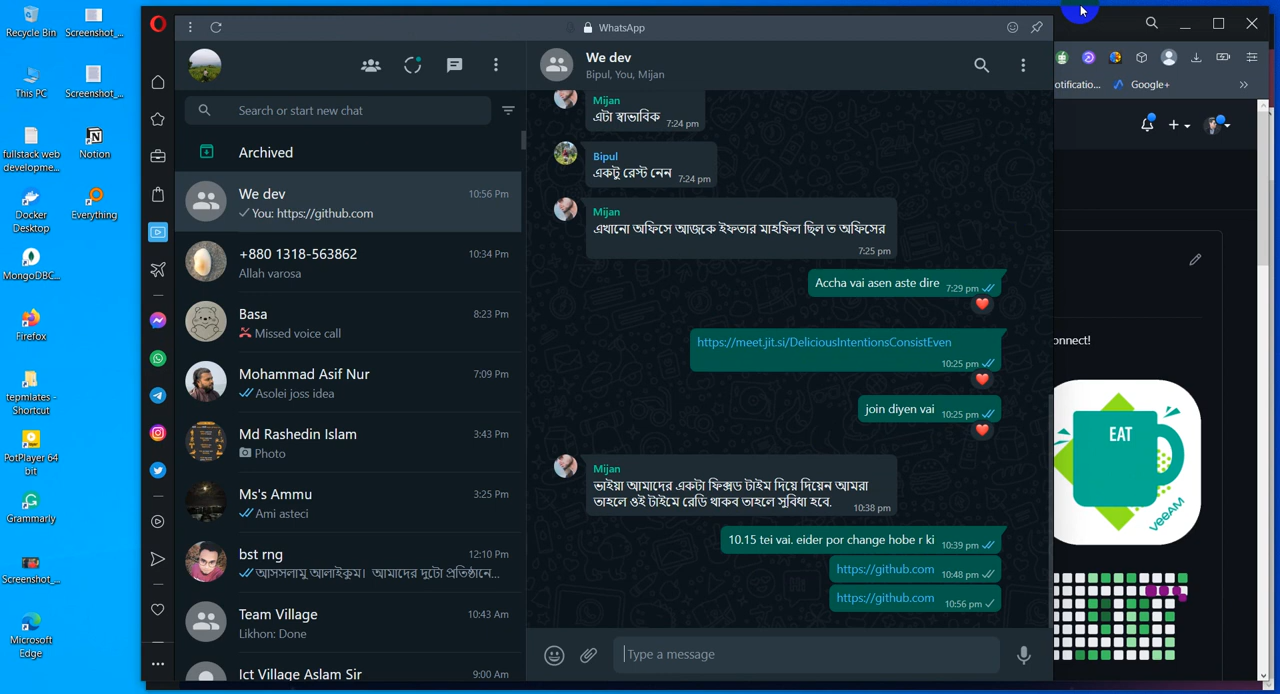 Recycle Bin
Screenshot_...
This PC
Screenshot_...
fullstack web
developme...
Notion
Docker
Desktop
Everything
MongoDBC...
Firefox
tepmlates -
Shortcut
PotPlayer 64
bit
Grammarly
Screenshot_...
Microsoft
Edge
WhatsApp
Search or start new chat
Archived
We dev
10:56 Pm
You: https://github.com
+880 1318-563862
10:34 Pm
Allah varosa
Basa
8:23 Pm
Missed voice call
Mohammad Asif Nur
7:09 Pm
Asolei joss idea
Md Rashedin Islam
3:43 Pm
Photo
Ms's Ammu
3:25 Pm
Ami asteci
bst rng
12:10 Pm
আসসলামু আলাইকুম। আমাদের দুটো প্রতিষ্ঠানে...
Team Village
10:43 Am
Likhon: Done
Ict Village Aslam Sir
9:00 Am
We dev
Bipul, You, Mijan
Mijan
এটা স্বাভাবিক
7:24 pm
Bipul
একটু রেস্ট নেন
7:24 pm
Mijan
এখানো অফিসে আজকে ইফতার মাহফিল ছিল ত অফিসের
7:25 pm
Accha vai asen aste dire
7:29 pm
https://meet.jit.si/DeliciousIntentionsConsistEven
10:25 pm
join diyen vai
10:25 pm
Mijan
ভাইয়া আমাদের একটা ফিক্সড টাইম দিয়ে দিয়েন আমরা
তাহলে ওই টাইমে রেডি থাকব তাহলে সুবিধা হবে.
10:38 pm
10.15 tei vai. eider por change hobe r ki
10:39 pm
https://github.com
10:48 pm
https://github.com
10:56 pm
Type a message
otificatio...
Google+
»
onnect!
EAT
veeAM